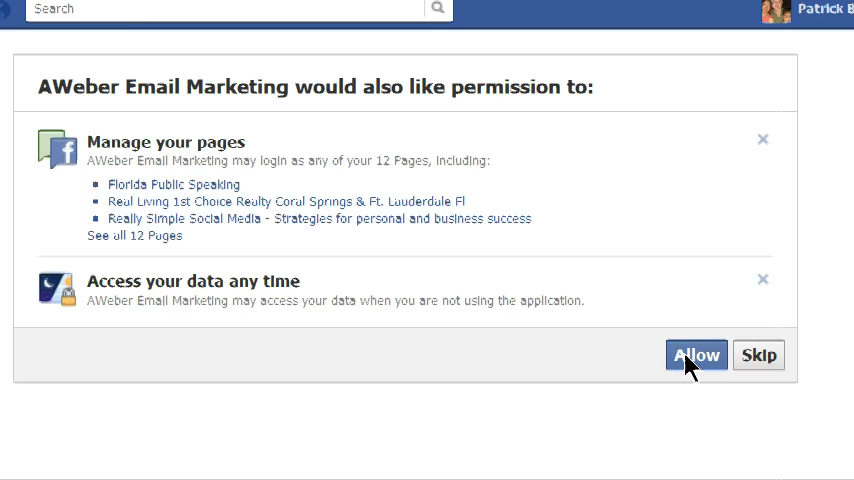 Search
Patrick B
AWeber Email Marketing would also like permission to:
Manage your pages
AWeber Email Marketing may login as any of your 12 Pages, including:
Florida Public Speaking
Real Living 1st Choice Realty Coral Springs & Ft. Lauderdale Fl
Really Simple Social Media - Strategies for personal and business success
See all 12 Pages
Access your data any time
AWeber Email Marketing may access your data when you are not using the application.
Allow Skip